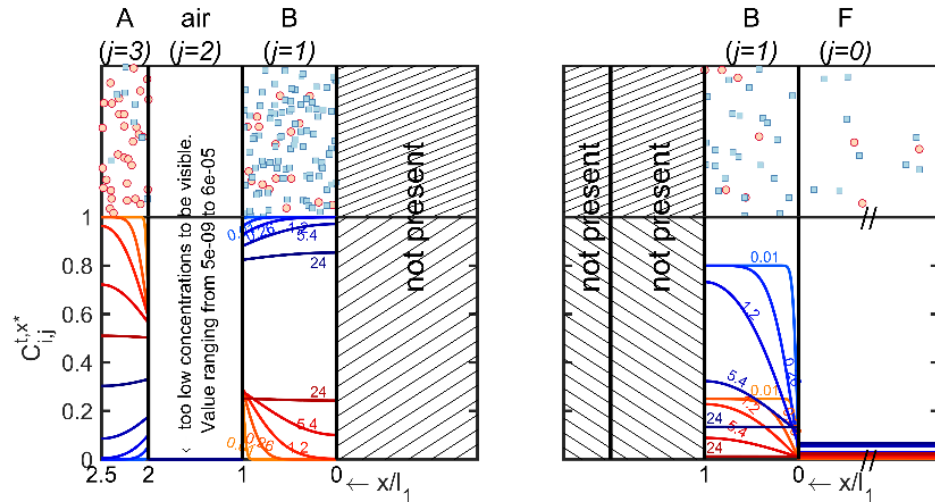 A
air
B
(j=3)
(j=2)
(j=1)
B
F
(j=1)
(j=0)
too low concentrations to be visible.
Value ranging from 5e-09 to 6e-05
not present
not present
not present
C i,j t,x*
1
0.8
0.6
0.4
0.2
0
0.26
1.2
5.4
24
24
5.4
1.2
0.26
2.5
2
1
0
← x/l1
0.01
1.2
5.4
0.01
1.2
24
5.4
24
//
//
1
0
← x/l1